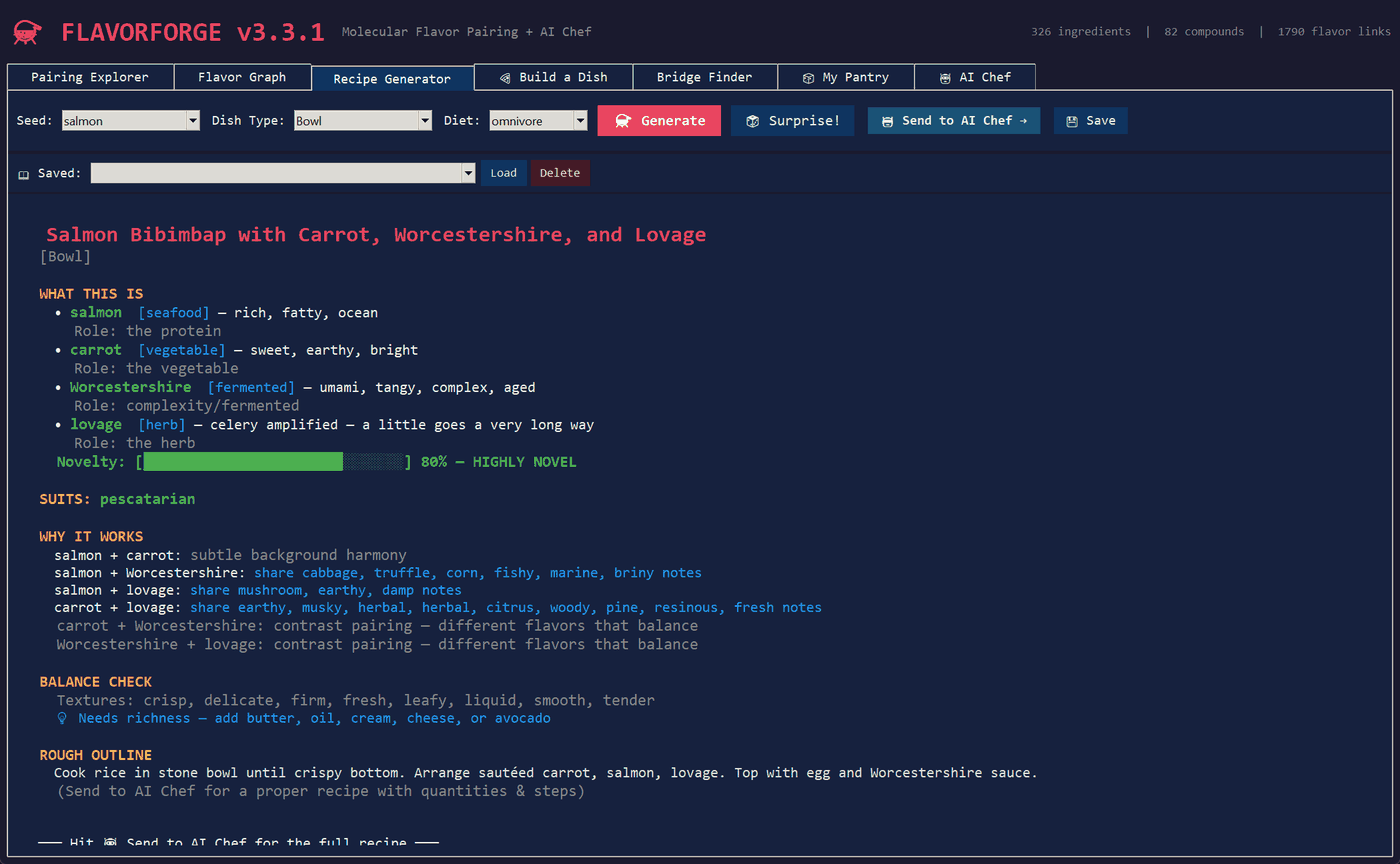 FLAVORFORGE v3.3.1 Molecular Flavor Pairing + AI Chef 326 ingredients | 82 compounds | 1790 flavor links
Pairing Explorer Flavor Graph Recipe Generator Build a Dish Bridge Finder My Pantry AI Chef
Seed: salmon Dish Type: Bowl Diet: omnivore Generate Surprise! Send to AI Chef → Save
Saved: Load Delete
Salmon Bibimbap with Carrot, Worcestershire, and Lovage
[Bowl]
WHAT THIS IS
• salmon [seafood] — rich, fatty, ocean
Role: the protein
• carrot [vegetable] — sweet, earthy, bright
Role: the vegetable
• Worcestershire [fermented] — umami, tangy, complex, aged
Role: complexity/fermented
• lovage [herb] — celery amplified — a little goes a very long way
Role: the herb
Novelty: [████████████████████░░░░░] 80% — HIGHLY NOVEL
SUITS: pescatarian
WHY IT WORKS
salmon + carrot: subtle background harmony
salmon + Worcestershire: share cabbage, truffle, corn, fishy, marine, briny notes
salmon + lovage: share mushroom, earthy, damp notes
carrot + lovage: share earthy, musky, herbal, herbal, citrus, woody, pine, resinous, fresh notes
carrot + Worcestershire: contrast pairing — different flavors that balance
Worcestershire + lovage: contrast pairing — different flavors that balance
BALANCE CHECK
Textures: crisp, delicate, firm, fresh, leafy, liquid, smooth, tender
Needs richness — add butter, oil, cream, cheese, or avocado
ROUGH OUTLINE
Cook rice in stone bowl until crispy bottom. Arrange sautéed carrot, salmon, lovage. Top with egg and Worcestershire sauce.
(Send to AI Chef for a proper recipe with quantities & steps)
─── Hit Send to AI Chef for the full recipe ───